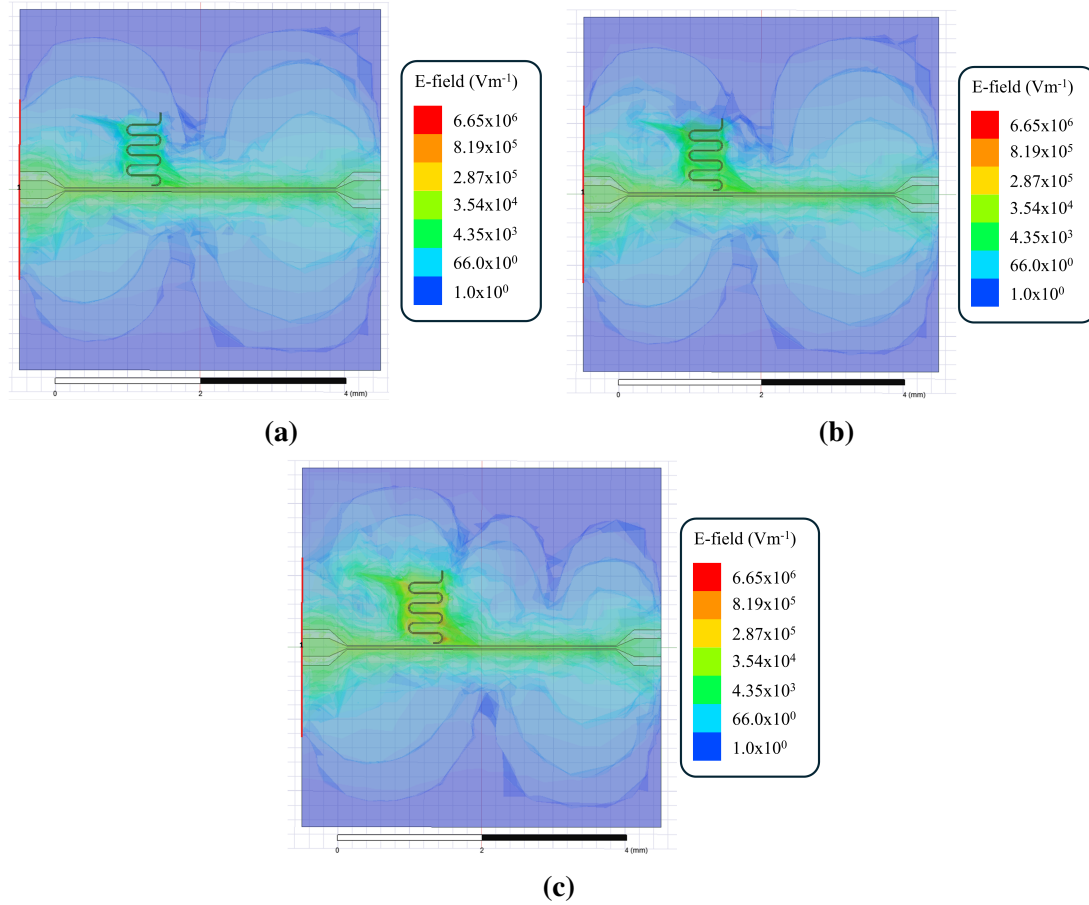 E-field (Vm⁻¹)
6.65x10⁶
8.19x10⁵
2.87x10⁵
3.54x10⁴
4.35x10³
66.0x10⁰
1.0x10⁰
1
0 2 4 (mm)
(a)
E-field (Vm⁻¹)
6.65x10⁶
8.19x10⁵
2.87x10⁵
3.54x10⁴
4.35x10³
66.0x10⁰
1.0x10⁰
1
0 2 4 (mm)
(b)
E-field (Vm⁻¹)
6.65x10⁶
8.19x10⁵
2.87x10⁵
3.54x10⁴
4.35x10³
66.0x10⁰
1.0x10⁰
1
0 2 4 (mm)
(c)